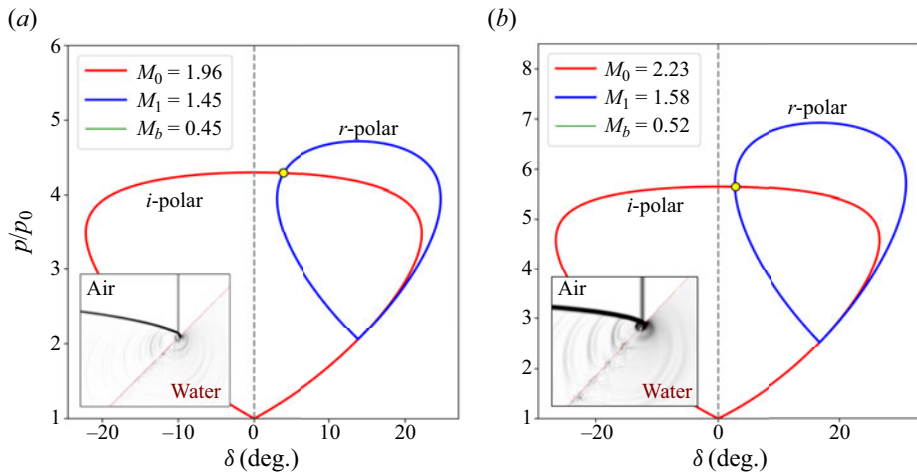 (a)
6
5
4
3
2
1
p/p0
M0 = 1.96
M1 = 1.45
Mb = 0.45
r-polar
i-polar
Air
Water
−20
−10
0
10
20
δ (deg.)
(b)
8
7
6
5
4
3
2
1
M0 = 2.23
M1 = 1.58
Mb = 0.52
r-polar
i-polar
Air
Water
−20
0
20
δ (deg.)